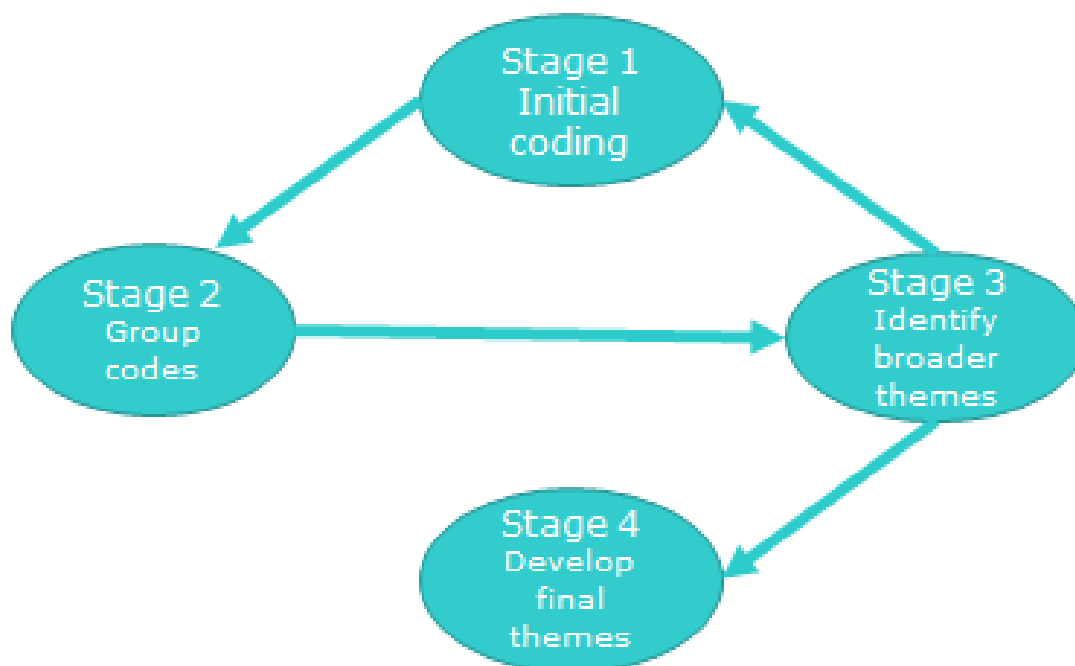 Stage 1
Initial
coding
Stage 2
Group
codes
Stage 3
Identify
broader
themes
Stage 4
Develop
final
themes